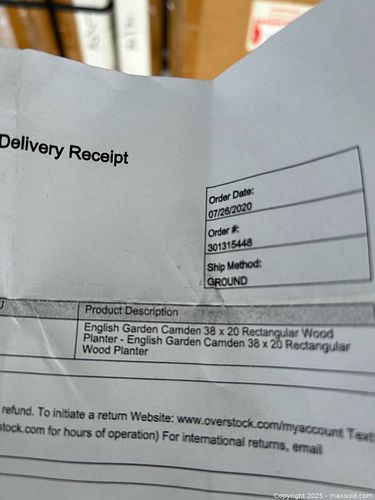 Delivery Receipt
Order Date:
07/26/2020
Order #:
301315448
Ship Method:
GROUND
Product Description
English Garden Camden 38 x 20 Rectangular Wood
Planter - English Garden Camden 38 x 20 Rectangular
Wood Planter
refund. To initiate a return Website: www.overstock.com/myaccount Text:
stock.com for hours of operation) For international returns, email
Copyright 2025 - maxsold.com